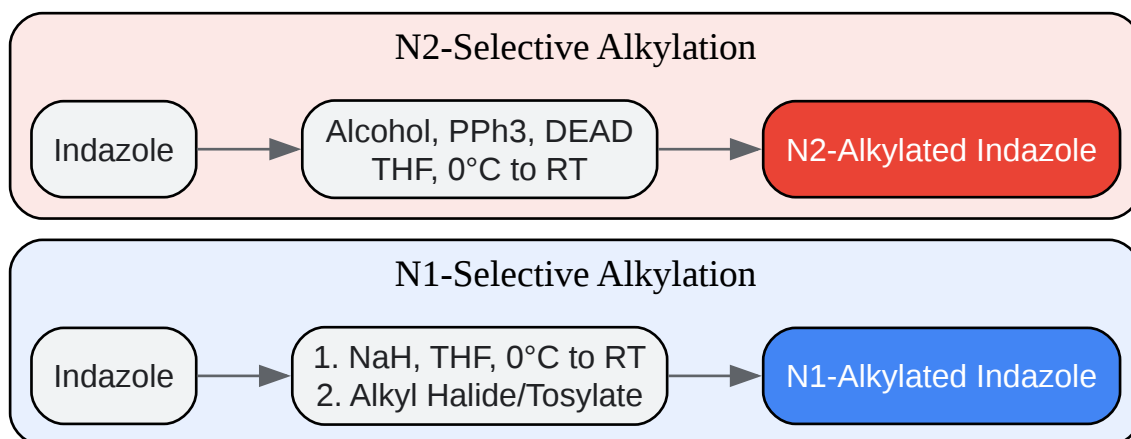 N2-Selective Alkylation
Indazole
Alcohol, PPh3, DEAD
THF, 0°C to RT
N2-Alkylated Indazole
N1-Selective Alkylation
Indazole
1. NaH, THF, 0°C to RT
2. Alkyl Halide/Tosylate
N1-Alkylated Indazole